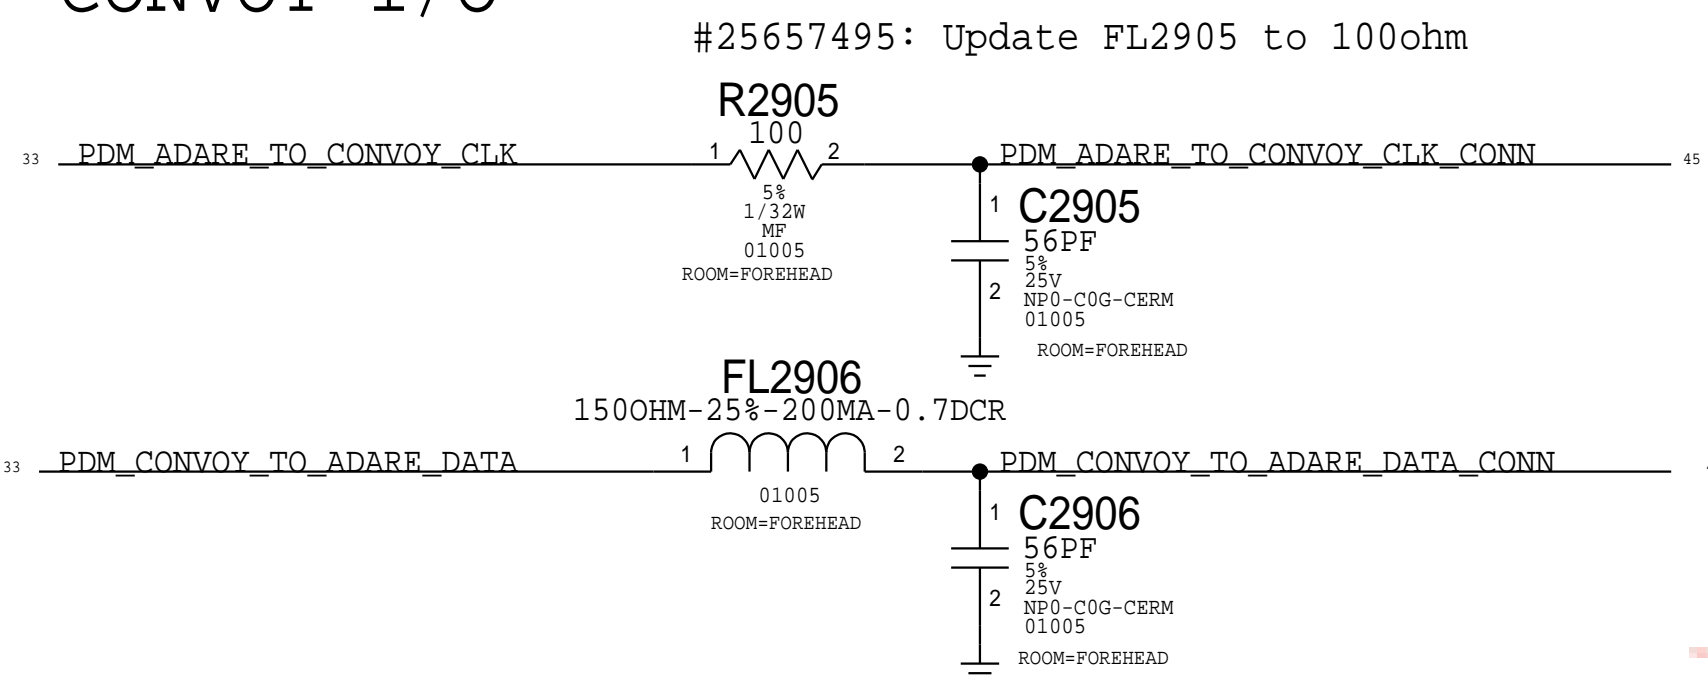 CONVOY I/O
#25657495: Update FL2905 to 100ohm
R2905
100
33 PDM_ADARE_TO_CONVOY_CLK 1 2 PDM_ADARE_TO_CONVOY_CLK_CONN 45
5%
1/32W
MF
01005
ROOM=FOREHEAD
1 C2905
56PF
5%
25V
2 NP0-C0G-CERM
01005
ROOM=FOREHEAD
FL2906
150OHM-25%-200MA-0.7DCR
33 PDM_CONVOY_TO_ADARE_DATA 1 2 PDM_CONVOY_TO_ADARE_DATA_CONN
01005
ROOM=FOREHEAD
1 C2906
56PF
5%
25V
2 NP0-C0G-CERM
01005
ROOM=FOREHEAD